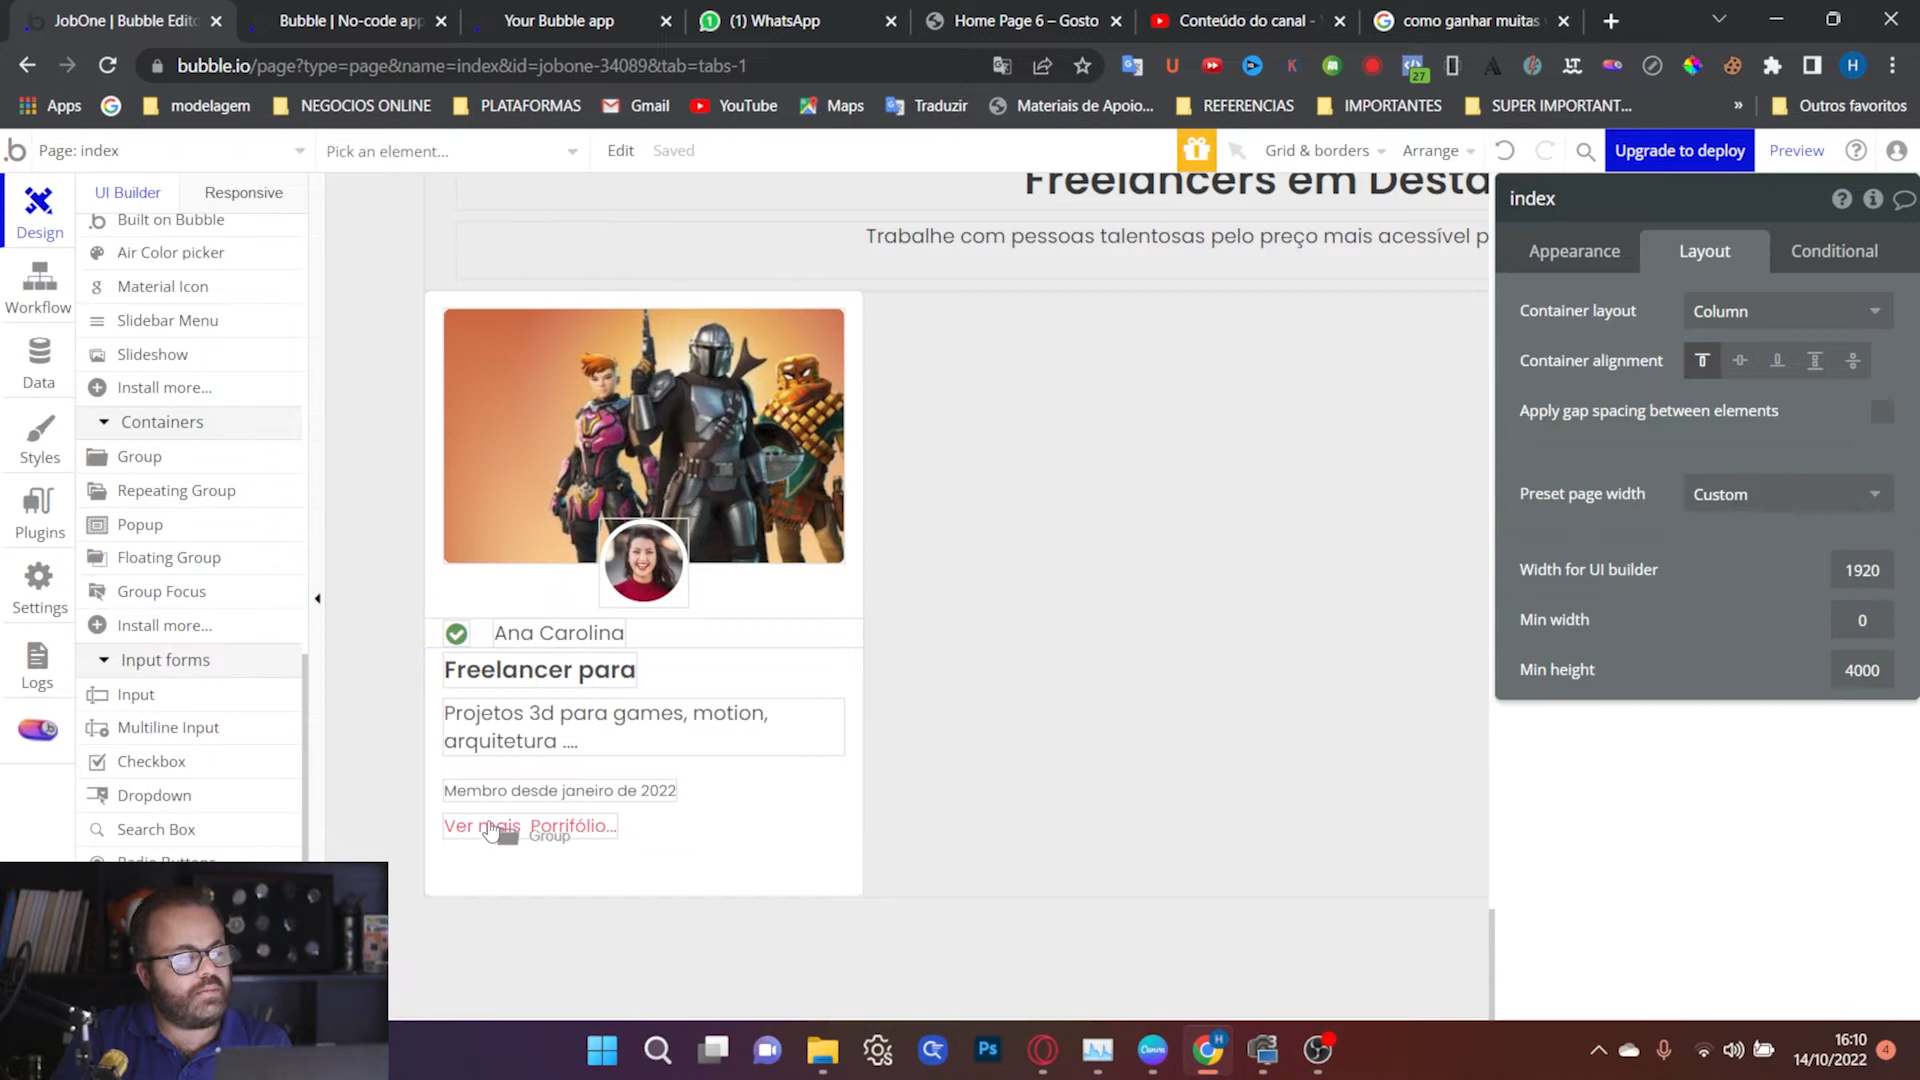 JobOne | Bubble Edito
Bubble | No-code app
Your Bubble app
(1) WhatsApp
Home Page 6 – Gosto
Conteúdo do canal -
como ganhar muitas
bubble.io/page?type=page&name=index&id=jobone-34089&tab=tabs-1
27
H
Apps
modelagem
NEGOCIOS ONLINE
PLATAFORMAS
Gmail
YouTube
Maps
Traduzir
Materiais de Apoio...
REFERENCIAS
IMPORTANTES
SUPER IMPORTANT...
»
Outros favoritos
Page: index
Pick an element...
Edit
Saved
Grid & borders
Arrange
Upgrade to deploy
Preview
Design
Workflow
Data
Styles
Plugins
Settings
Logs
UI Builder
Responsive
Built on Bubble
Air Color picker
Material Icon
Slidebar Menu
Slideshow
Install more...
Containers
Group
Repeating Group
Popup
Floating Group
Group Focus
Install more...
Input forms
Input
Multiline Input
Checkbox
Dropdown
Search Box
Radio Buttons
Freelancers em Desta
Trabalhe com pessoas talentosas pelo preço mais acessível p
Ana Carolina
Freelancer para
Projetos 3d para games, motion,
arquitetura ....
Membro desde janeiro de 2022
Ver mais Porrifólio...
Group
index
Appearance
Layout
Conditional
Container layout
Column
Container alignment
Apply gap spacing between elements
Preset page width
Custom
Width for UI builder
1920
Min width
0
Min height
4000
Ps
Canva
H
16:10
14/10/2022
4